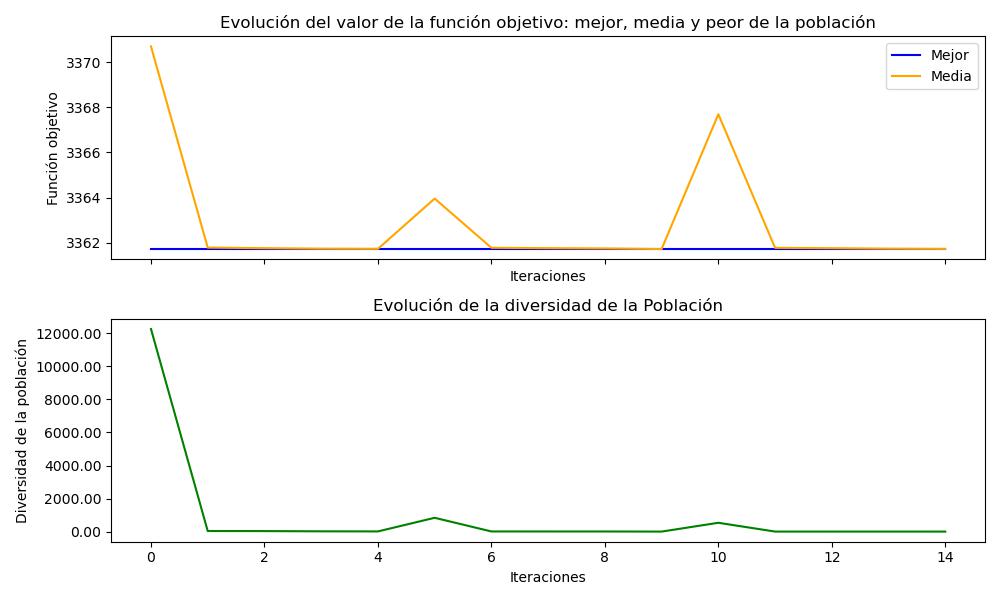 Evolución del valor de la función objetivo: mejor, media y peor de la población
Función objetivo
3370
3368
3366
3364
3362
Mejor
Media
Iteraciones
Evolución de la diversidad de la Población
Diversidad de la población
12000.00
10000.00
8000.00
6000.00
4000.00
2000.00
0.00
0 2 4 6 8 10 12 14
Iteraciones